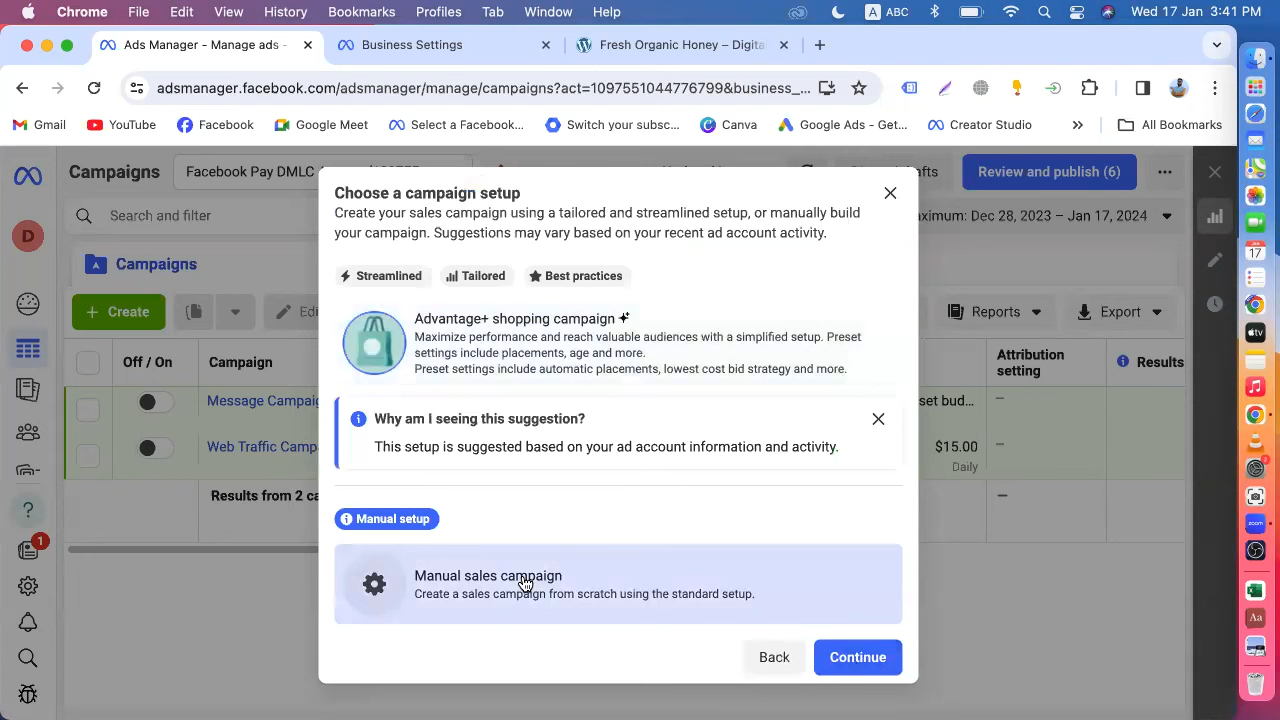 Chrome File Edit View History Bookmarks Profiles Tab Window Help A ABC Wed 17 Jan 3:41 PM
Ads Manager - Manage ads - Business Settings Fresh Organic Honey – Digita
adsmanager.facebook.com/adsmanager/manage/campaigns?act=1097551044776799&business_...
Gmail YouTube Facebook Google Meet Select a Facebook... Switch your subsc... Canva Google Ads - Get... Creator Studio » All Bookmarks
Campaigns Facebook Pay DMLC Review and publish (6)
Search and filter
aximum: Dec 28, 2023 – Jan 17, 2024
D
Campaigns
+ Create Reports Export
Off / On Campaign Attribution
setting
Results
Message Campai set bud... –
Web Traffic Camp $15.00 –
Daily
Results from 2 ca –
1
Choose a campaign setup
Create your sales campaign using a tailored and streamlined setup, or manually build
your campaign. Suggestions may vary based on your recent ad account activity.
Streamlined Tailored Best practices
Advantage+ shopping campaign
Maximize performance and reach valuable audiences with a simplified setup. Preset
settings include placements, age and more.
Preset settings include automatic placements, lowest cost bid strategy and more.
Why am I seeing this suggestion?
This setup is suggested based on your ad account information and activity.
Manual setup
Manual sales campaign
Create a sales campaign from scratch using the standard setup.
Back Continue
17
tv
zoom
Aa